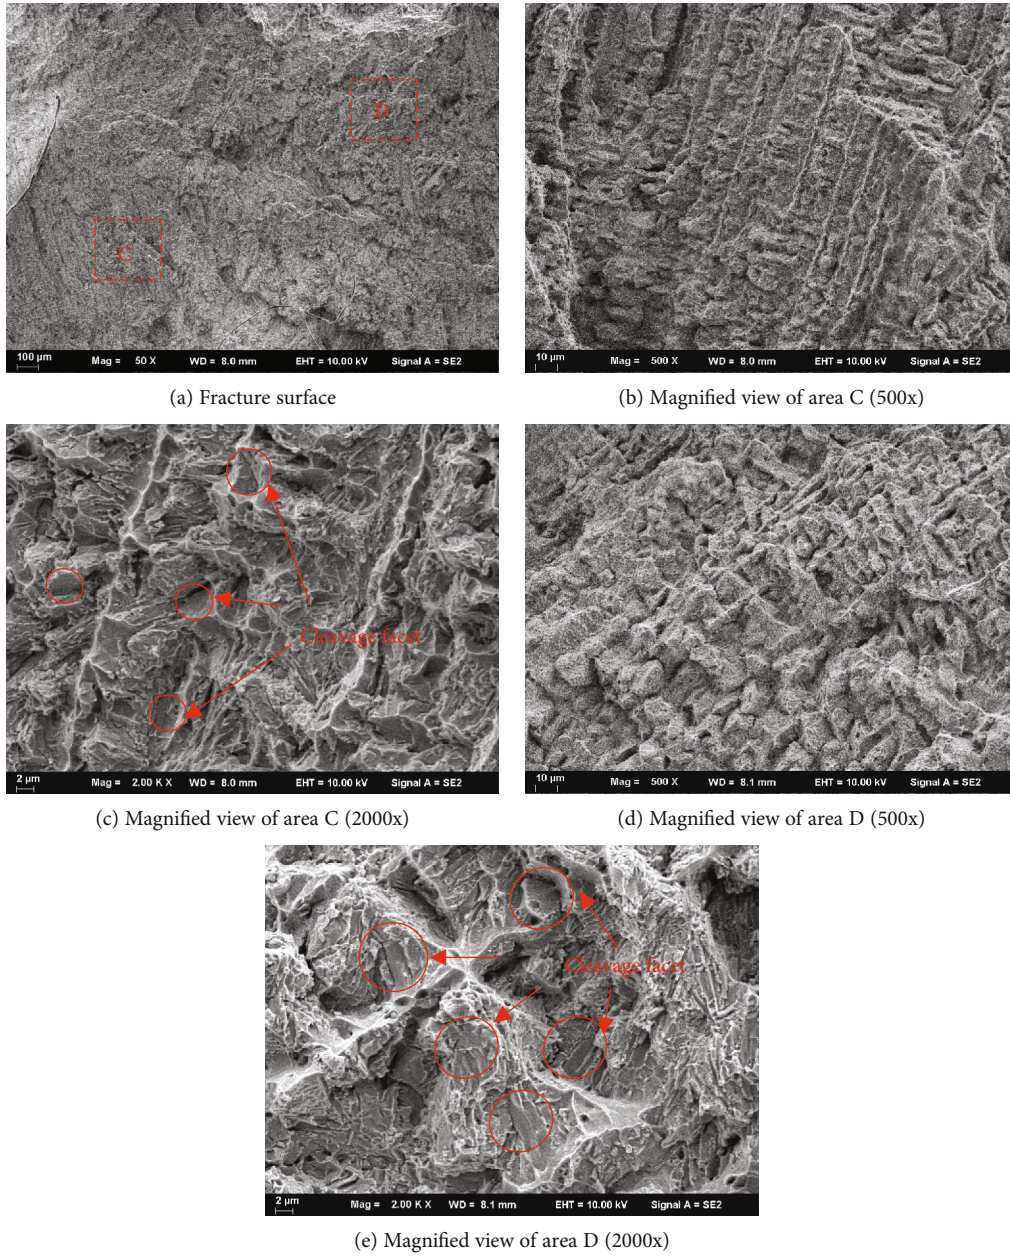 D
C
100 µm
Mag = 50 X
WD = 8.0 mm
EHT = 10.00 kV
Signal A = SE2
(a) Fracture surface
10 µm
Mag = 500 X
WD = 8.0 mm
EHT = 10.00 kV
Signal A = SE2
(b) Magnified view of area C (500x)
Cleavage facet
2 µm
Mag = 2.00 K X
WD = 8.0 mm
EHT = 10.00 kV
Signal A = SE2
(c) Magnified view of area C (2000x)
10 µm
Mag = 500 X
WD = 8.1 mm
EHT = 10.00 kV
Signal A = SE2
(d) Magnified view of area D (500x)
Cleavage facet
2 µm
Mag = 2.00 K X
WD = 8.1 mm
EHT = 10.00 kV
Signal A = SE2
(e) Magnified view of area D (2000x)